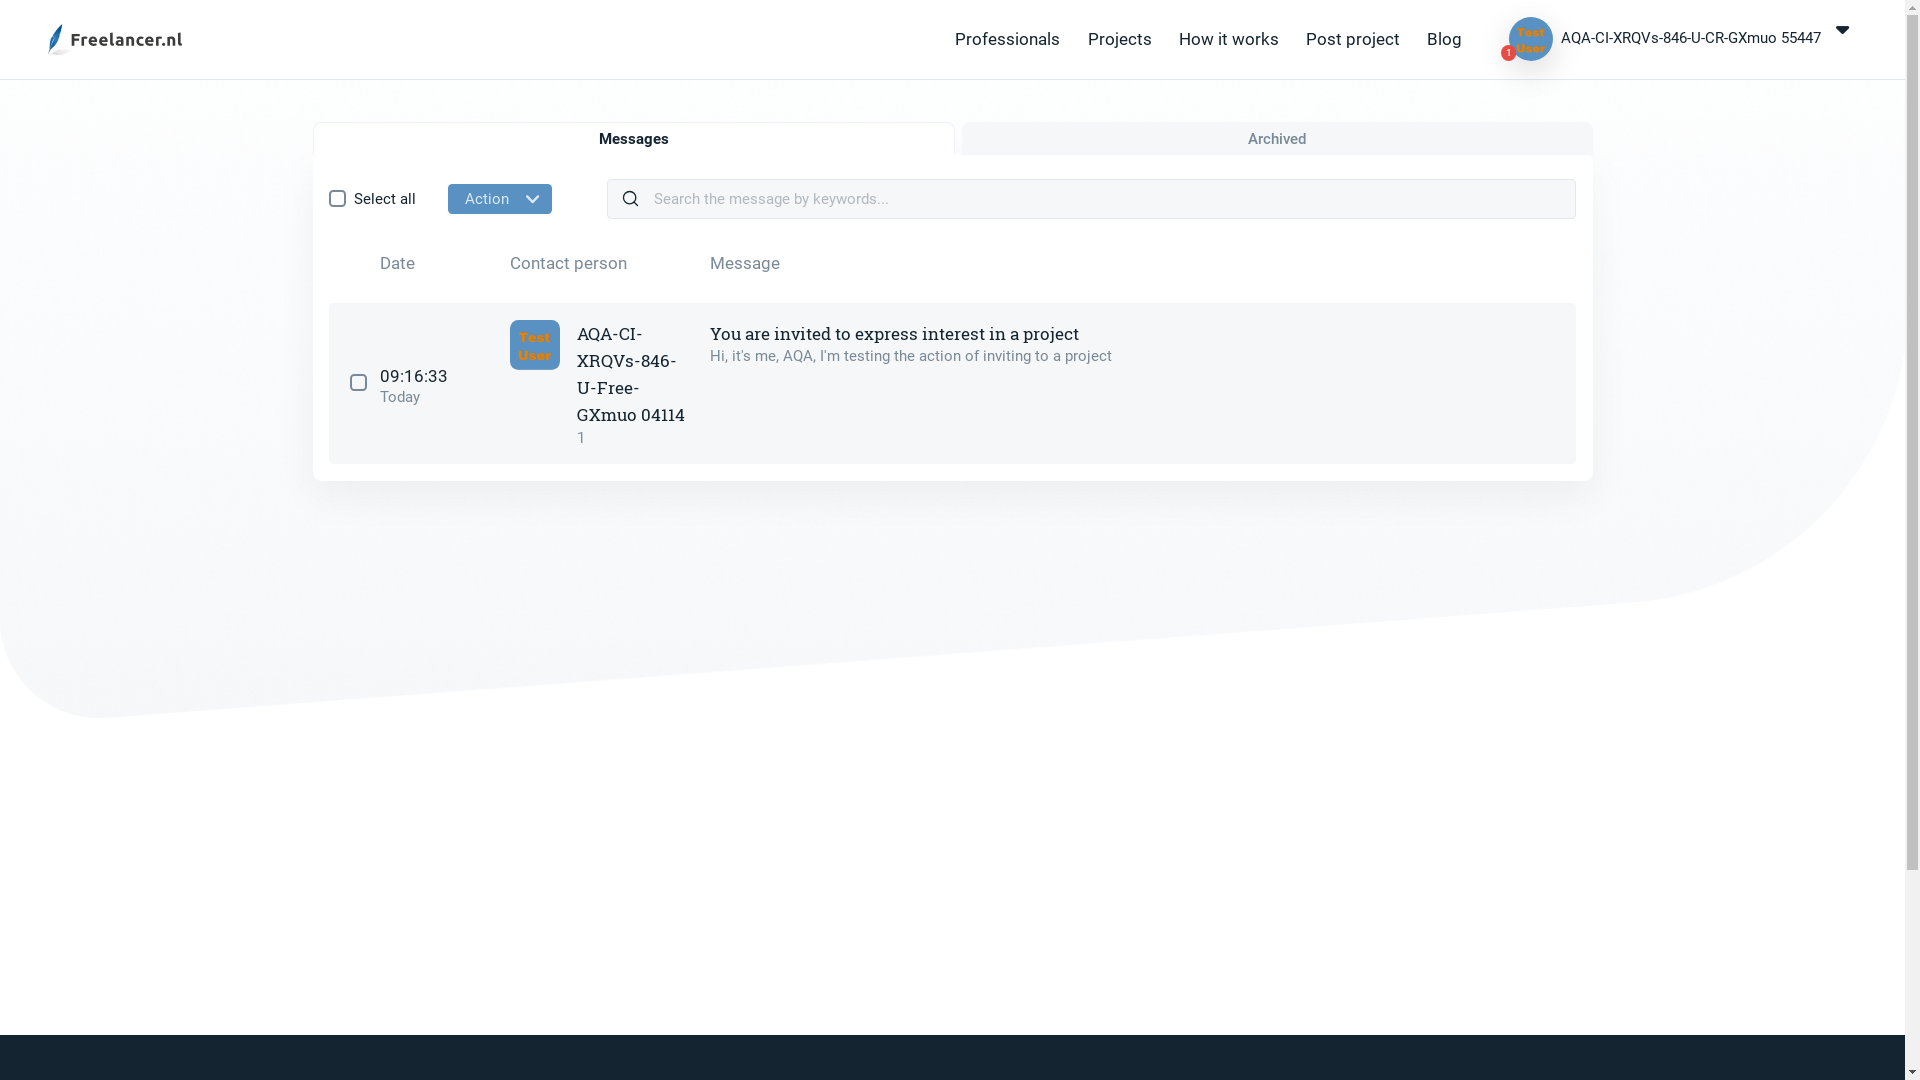 Freelancer.nl
Professionals
Projects
How it works
Post project
Blog
Test
User
1
AQA-CI-XRQVs-846-U-CR-GXmuo 55447
Messages
Archived
Select all
Action
Search the message by keywords...
Date
Contact person
Message
09:16:33
Today
Test
User
AQA-CI-
XRQVs-846-
U-Free-
GXmuo 04114
1
You are invited to express interest in a project
Hi, it's me, AQA, I'm testing the action of inviting to a project